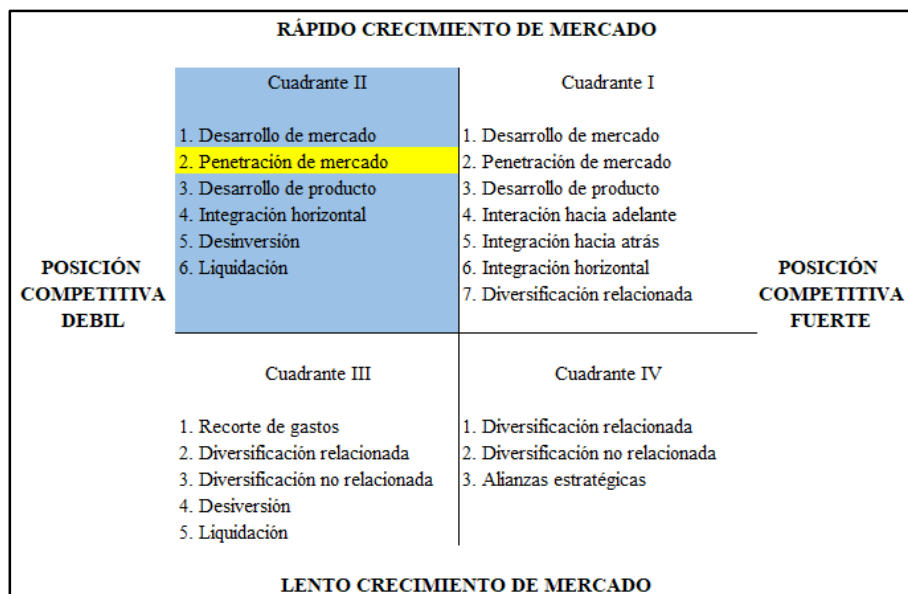 RÁPIDO CRECIMIENTO DE MERCADO
Cuadrante II
1. Desarrollo de mercado
2. Penetración de mercado
3. Desarrollo de producto
4. Integración horizontal
5. Desinversión
6. Liquidación
Cuadrante I
1. Desarrollo de mercado
2. Penetración de mercado
3. Desarrollo de producto
4. Interación hacia adelante
5. Integración hacia atrás
6. Integración horizontal
7. Diversificación relacionada
POSICIÓN
COMPETITIVA
DEBIL
POSICIÓN
COMPETITIVA
FUERTE
Cuadrante III
1. Recorte de gastos
2. Diversificación relacionada
3. Diversificación no relacionada
4. Desiversión
5. Liquidación
Cuadrante IV
1. Diversificación relacionada
2. Diversificación no relacionada
3. Alianzas estratégicas
LENTO CRECIMIENTO DE MERCADO